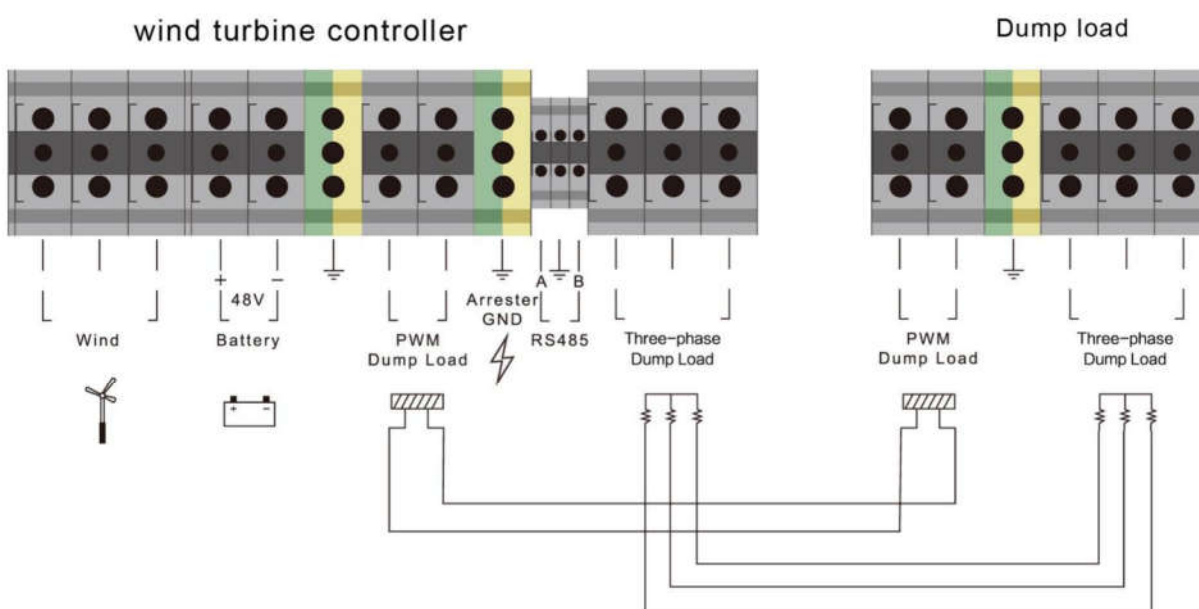 wind turbine controller
Dump load
+ −
48V
A B
Wind
Battery
PWM
Dump Load
Arrester
GND
RS485
Three-phase
Dump Load
PWM
Dump Load
Three-phase
Dump Load
+ −